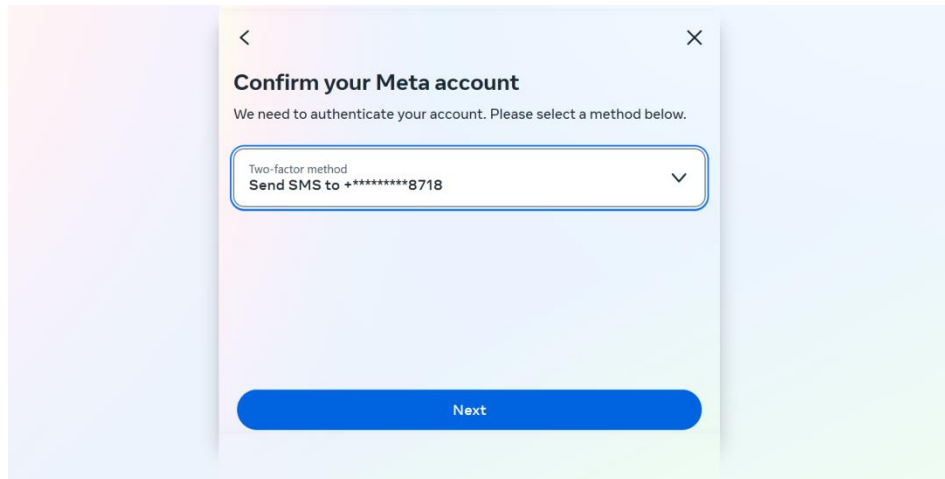 Confirm your Meta account
We need to authenticate your account. Please select a method below.
Two-factor method
Send SMS to +*********8718
Next